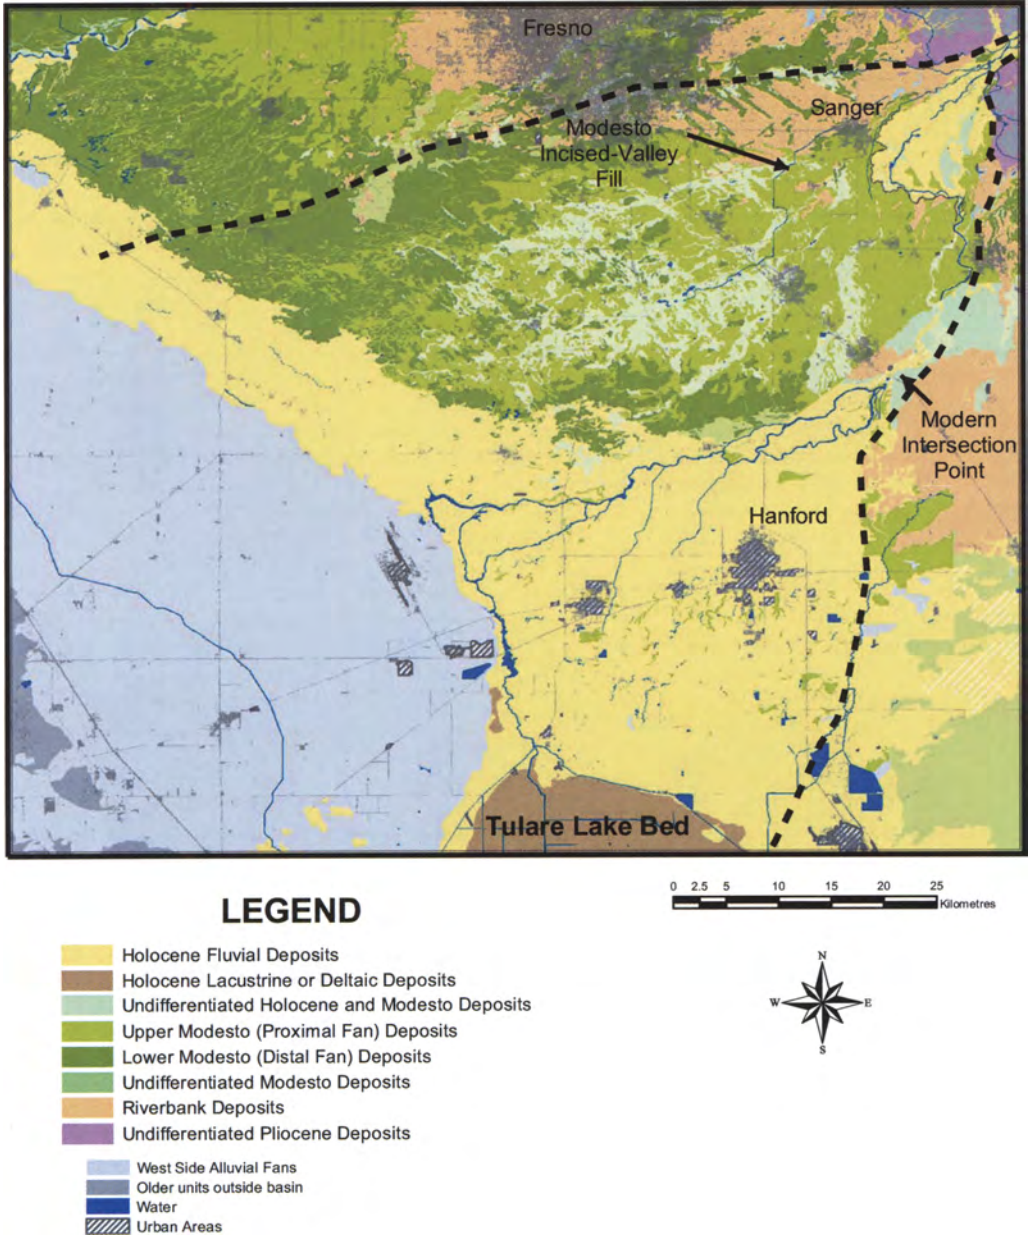 Fresno
Sanger
Modesto
Incised-Valley
Fill
Modern
Intersection
Point
Hanford
Tulare Lake Bed
LEGEND
0 2.5 5 10 15 20 25
Kilometres
Holocene Fluvial Deposits
Holocene Lacustrine or Deltaic Deposits
Undifferentiated Holocene and Modesto Deposits
Upper Modesto (Proximal Fan) Deposits
Lower Modesto (Distal Fan) Deposits
Undifferentiated Modesto Deposits
Riverbank Deposits
Undifferentiated Pliocene Deposits
West Side Alluvial Fans
Older units outside basin
Water
Urban Areas
N
W E
S